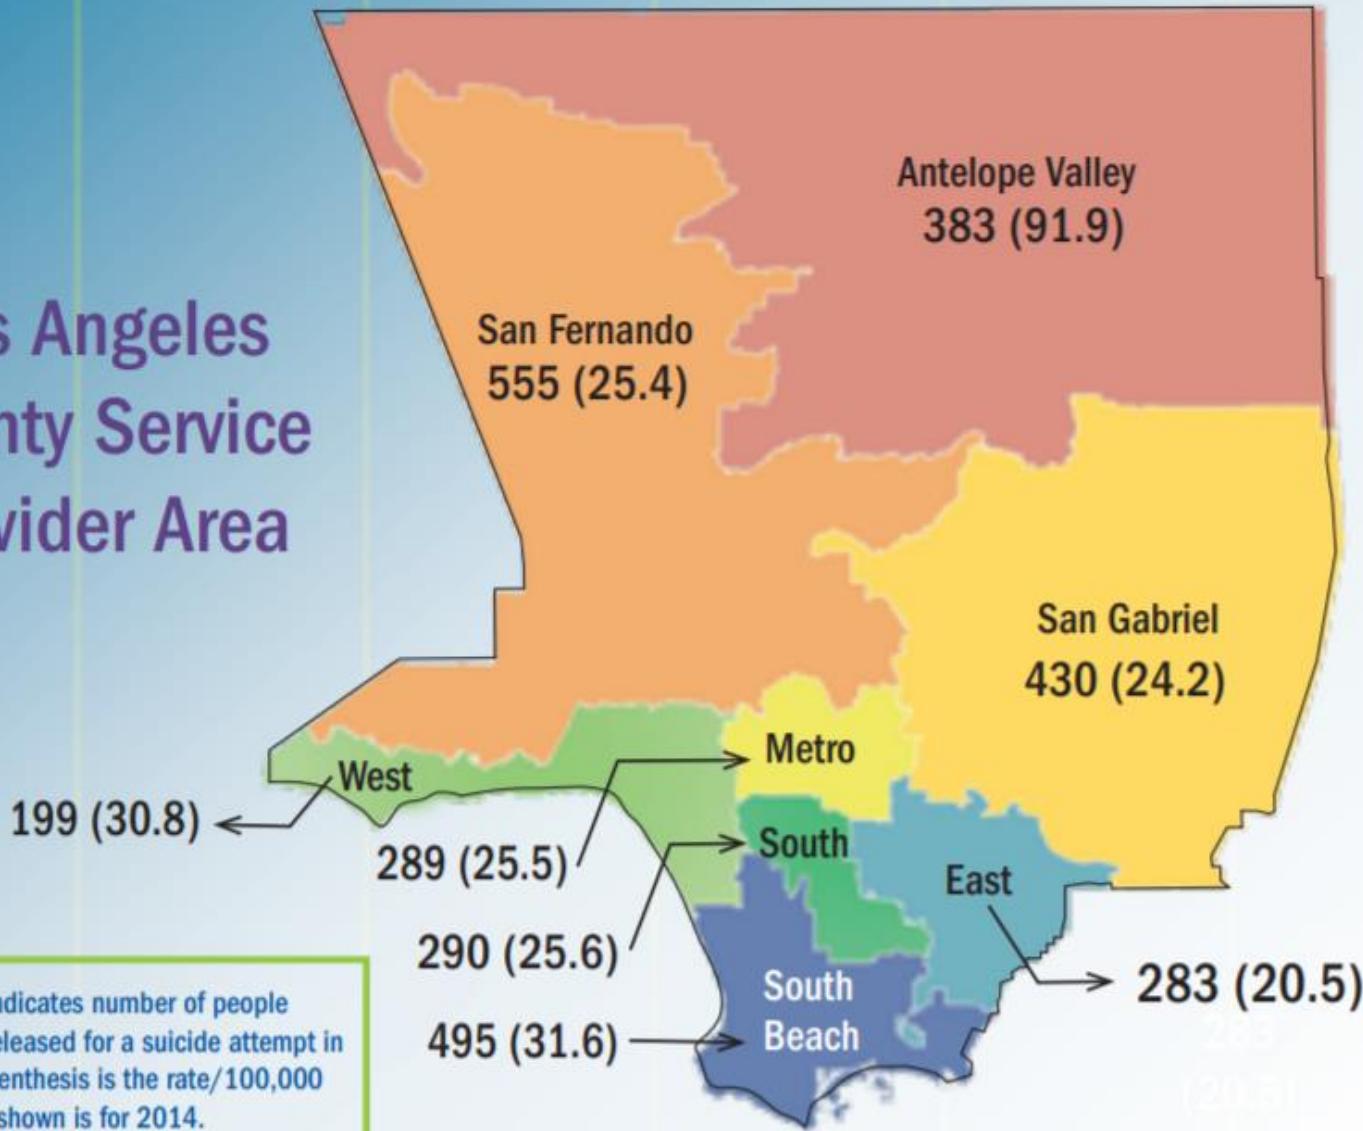 Antelope Valley
383 (91.9)
San Fernando
555 (25.4)
s Angeles
nty Service
vider Area
San Gabriel
430 (24.2)
Metro
West
199 (30.8)
289 (25.5)
South
East
290 (25.6)
283 (20.5)
South
Beach
495 (31.6)
283
(20.5)
ndicates number of people
eleased for a suicide attempt in
enthesis is the rate/100,000
shown is for 2014.